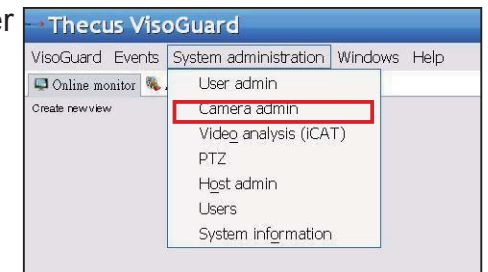 er
Thecus VisoGuard
VisoGuard Events System administration Windows Help
Online monitor
User admin
Create new view
Camera admin
Video analysis (iCAT)
PTZ
Host admin
Users
System information